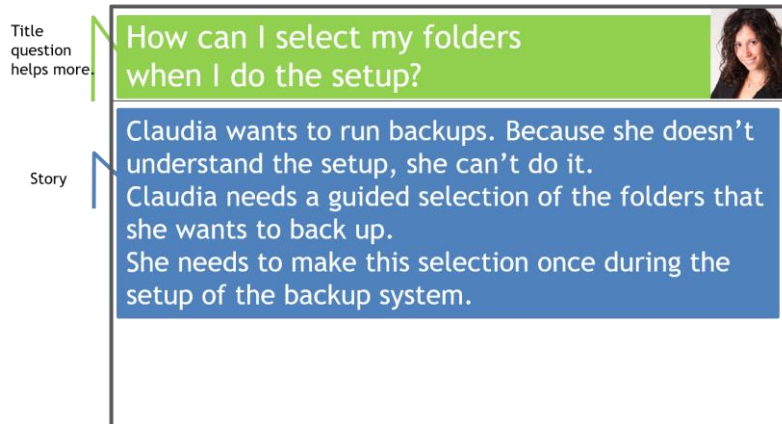 Title
question
helps more.
How can I select my folders
when I do the setup?
Story
Claudia wants to run backups. Because she doesn’t
understand the setup, she can’t do it.
Claudia needs a guided selection of the folders that
she wants to back up.
She needs to make this selection once during the
setup of the backup system.